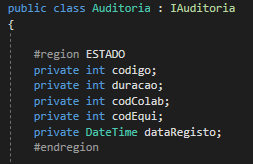 public class Auditoria : IAuditoria
{
#region ESTADO
private int codigo;
private int duracao;
private int codColab;
private int codEqui;
private DateTime dataRegisto;
#endregion